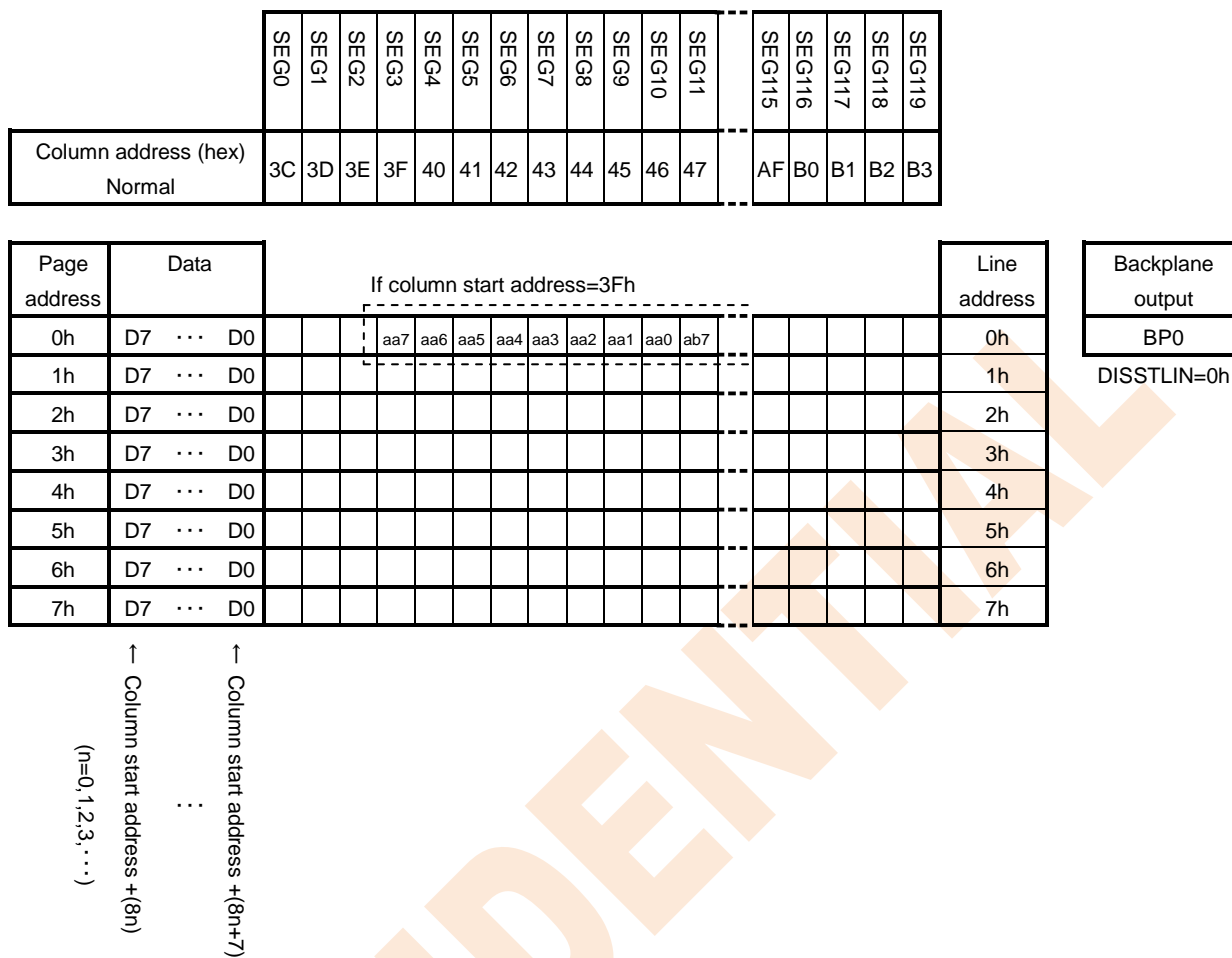 SEG0 SEG1 SEG2 SEG3 SEG4 SEG5 SEG6 SEG7 SEG8 SEG9 SEG10 SEG11 SEG115 SEG116 SEG117 SEG118 SEG119
Column address (hex)
Normal
3C 3D 3E 3F 40 41 42 43 44 45 46 47 AF B0 B1 B2 B3
Page address Data
If column start address=3Fh
Line address
Backplane output
0h D7 ··· D0 aa7 aa6 aa5 aa4 aa3 aa2 aa1 aa0 ab7 0h BP0
1h D7 ··· D0 1h DISSTLIN=0h
2h D7 ··· D0 2h
3h D7 ··· D0 3h
4h D7 ··· D0 4h
5h D7 ··· D0 5h
6h D7 ··· D0 6h
7h D7 ··· D0 7h
← Column start address +(8n)
(n=0,1,2,3,···)
···
← Column start address +(8n+7)
NDENTIAL